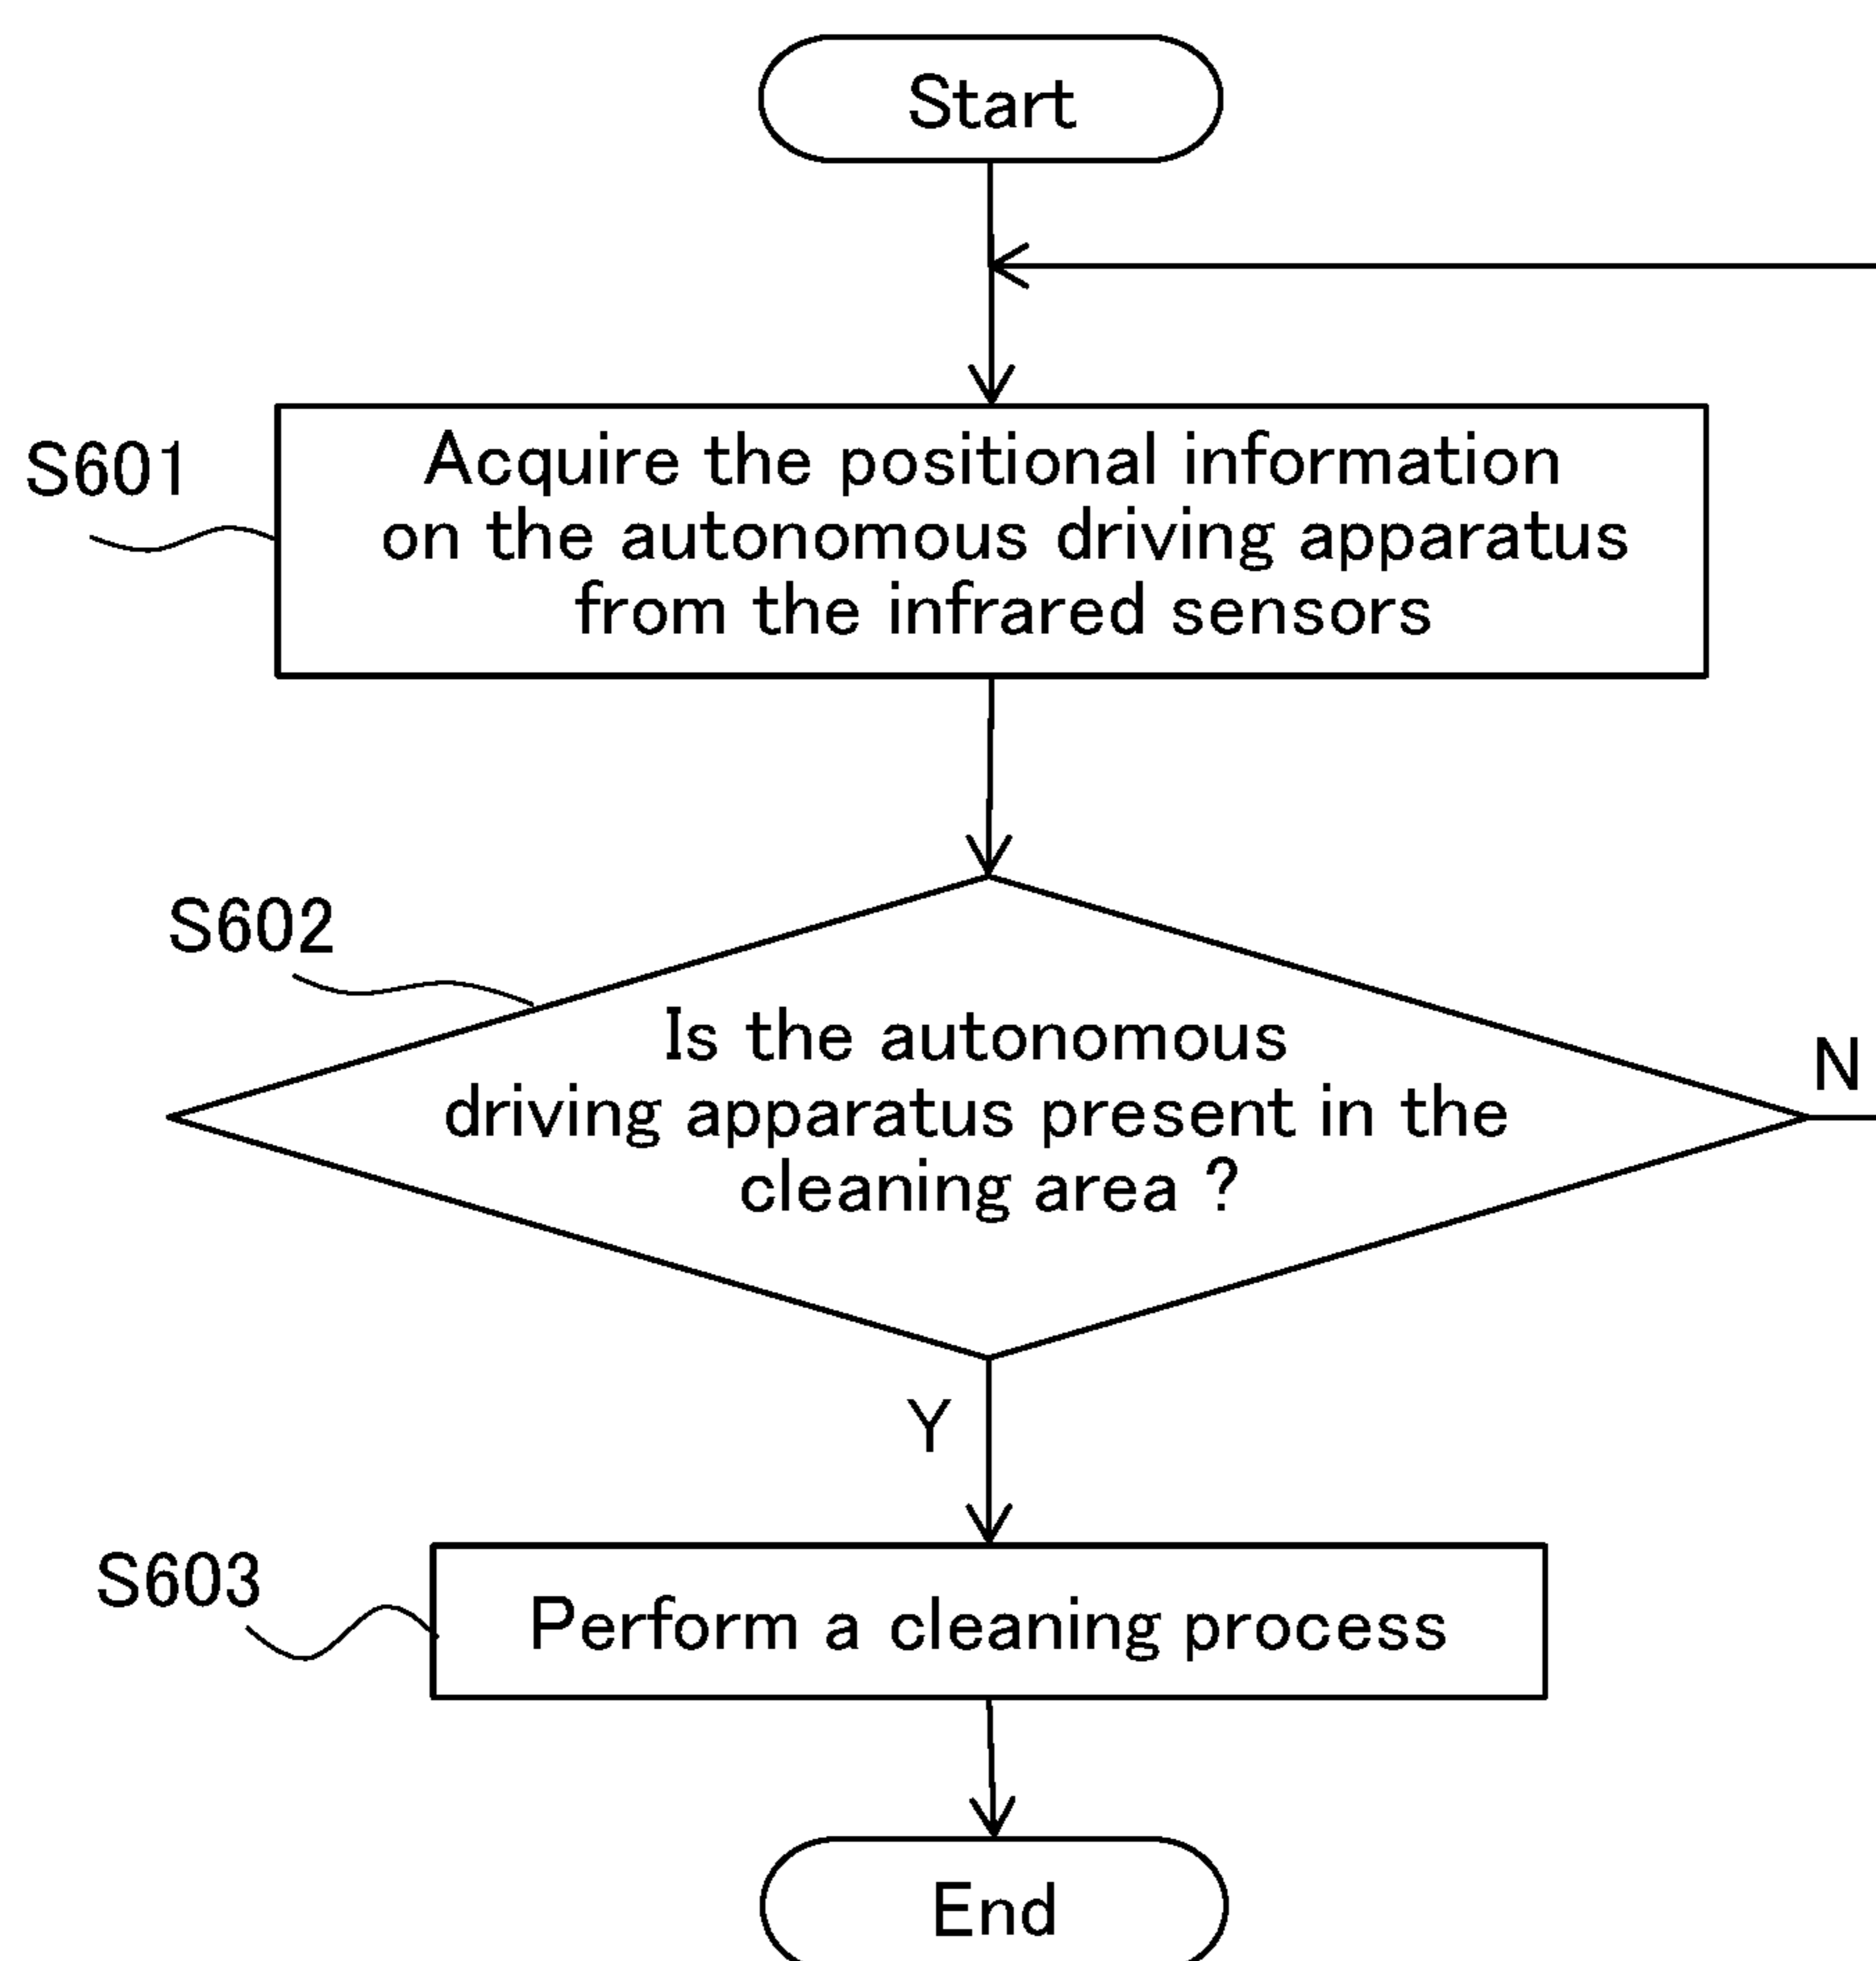 Start
S601
Acquire the positional information
on the autonomous driving apparatus
from the infrared sensors
S602
Is the autonomous
driving apparatus present in the
cleaning area ?
N
Y
S603
Perform a cleaning process
End